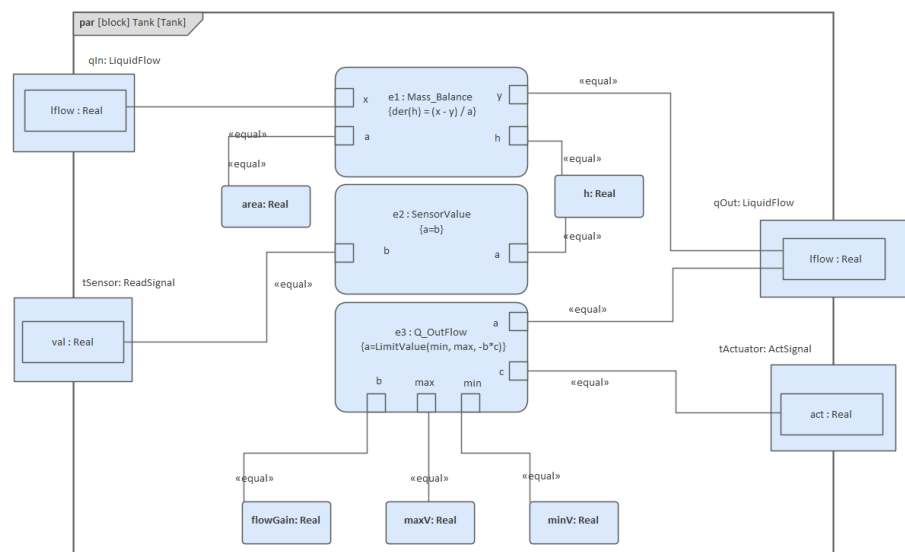 par [block] Tank [Tank]
qIn: LiquidFlow
lflow : Real
e1 : Mass_Balance
{der(h) = (x - y) / a}
x
y
a
h
«equal»
«equal»
«equal»
«equal»
area: Real
h: Real
e2 : SensorValue
{a=b}
b
a
«equal»
qOut: LiquidFlow
lflow : Real
tSensor: ReadSignal
«equal»
val : Real
e3 : Q_OutFlow
{a=LimitValue(min, max, -b*c)}
a
c
b
max
min
«equal»
tActuator: ActSignal
«equal»
act : Real
«equal»
«equal»
«equal»
flowGain: Real
maxV: Real
minV: Real